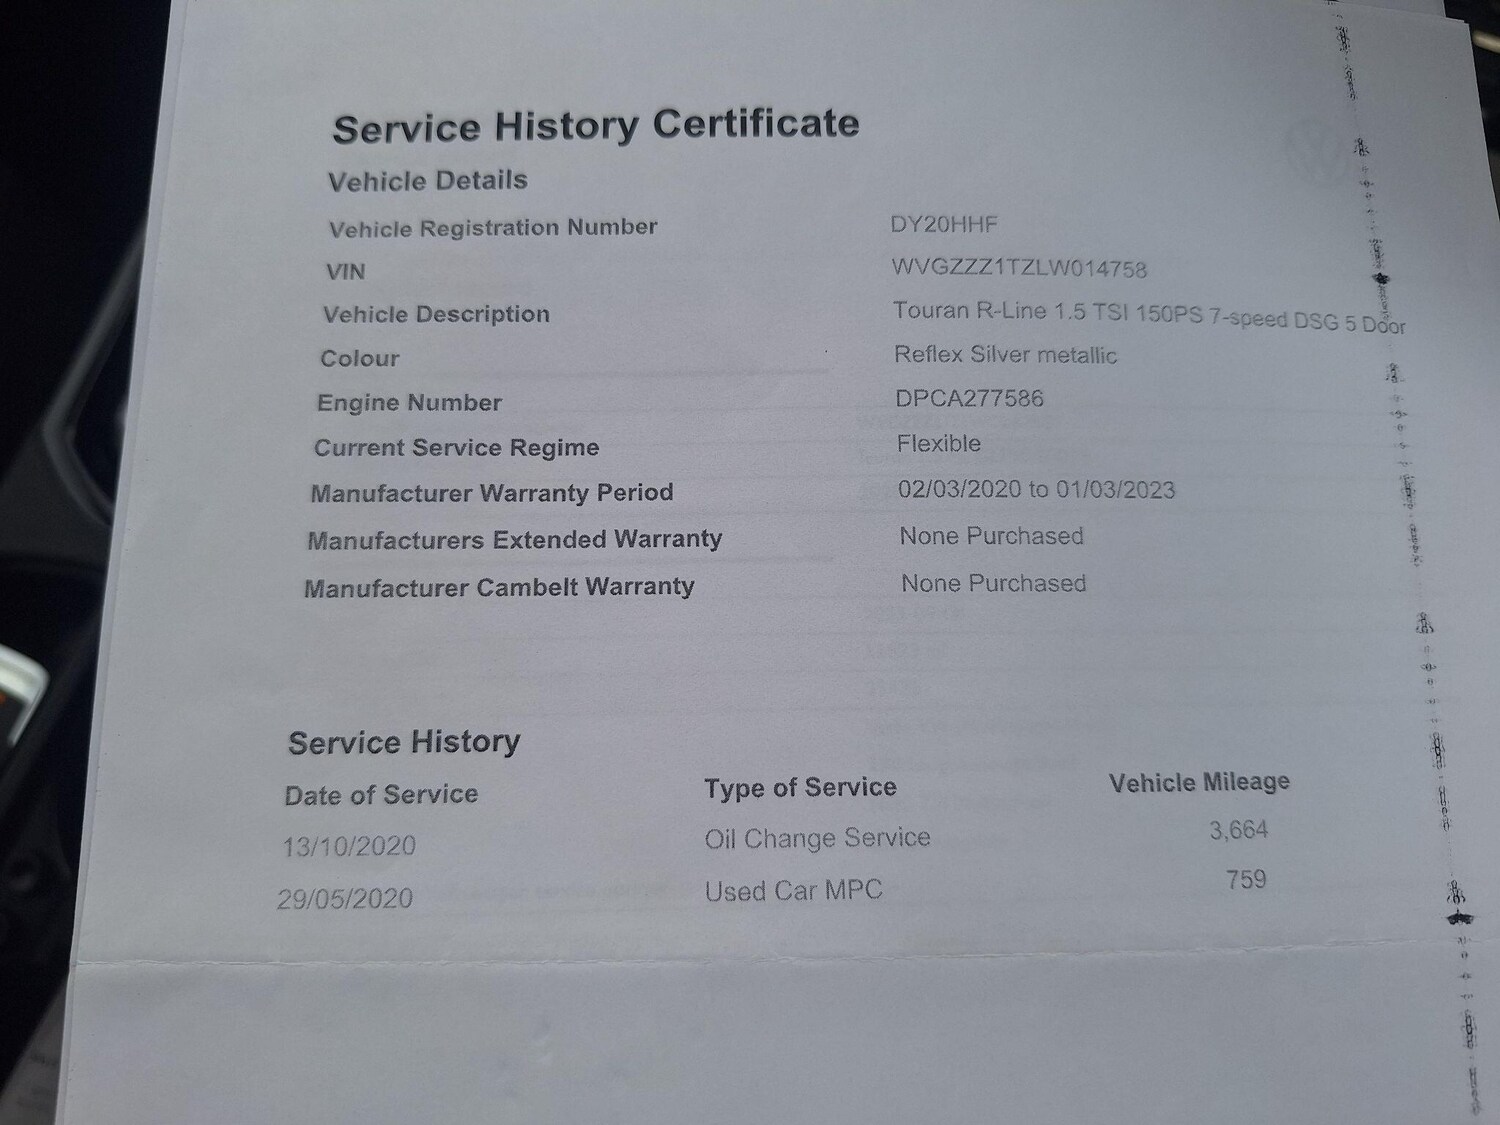 Service History Certificate
Vehicle Details
Vehicle Registration Number DY20HHF
VIN WVGZZZ1TZLW014758
Vehicle Description Touran R-Line 1.5 TSI 150PS 7-speed DSG 5 Door
Colour Reflex Silver metallic
Engine Number DPCA277586
Current Service Regime Flexible
Manufacturer Warranty Period 02/03/2020 to 01/03/2023
Manufacturers Extended Warranty None Purchased
Manufacturer Cambelt Warranty None Purchased
Service History
Date of Service Type of Service Vehicle Mileage
13/10/2020 Oil Change Service 3,664
29/05/2020 Used Car MPC 759